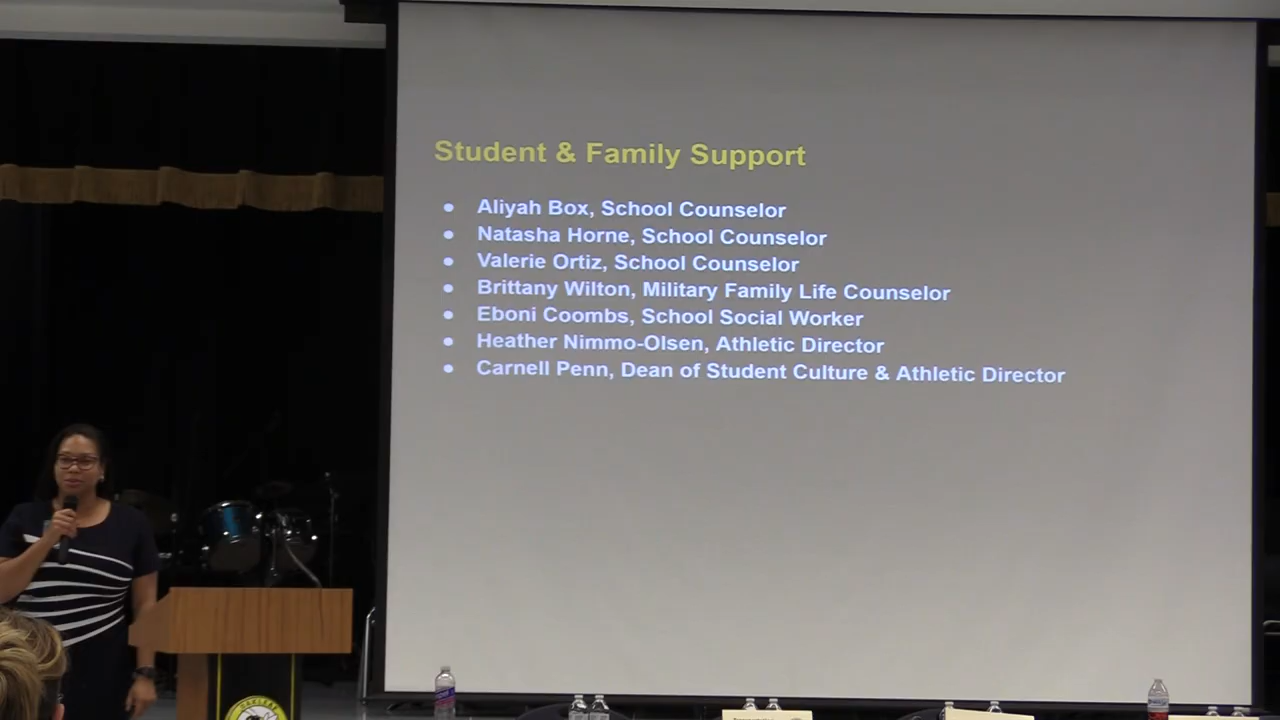 Student & Family Support
● Aliyah Box, School Counselor
● Natasha Horne, School Counselor
● Valerie Ortiz, School Counselor
● Brittany Wilton, Military Family Life Counselor
● Eboni Coombs, School Social Worker
● Heather Nimmo-Olsen, Athletic Director
● Carnell Penn, Dean of Student Culture & Athletic Director